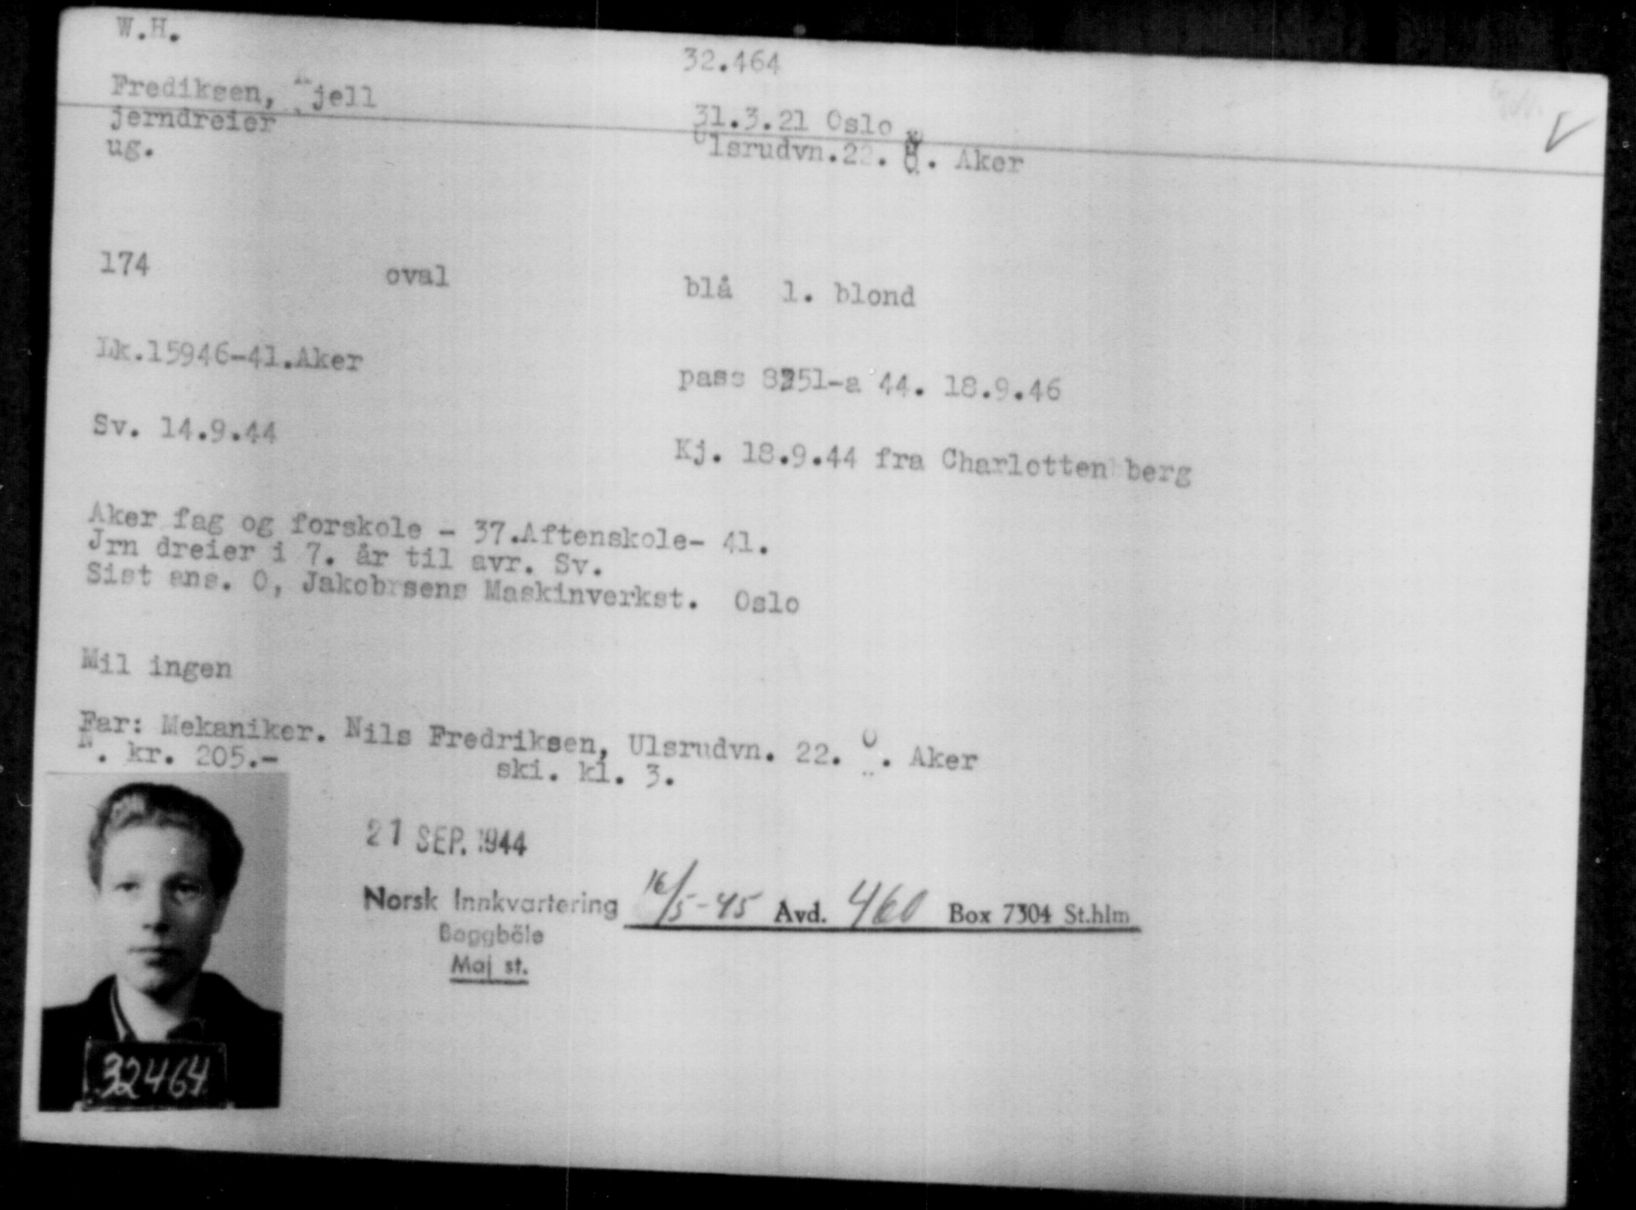 W.H.
32.464
Frediksen, Kjell
31.3.21 Oslo
jerndreier
Ulsrudvn.22. Ö. Aker
ug.
174 oval blå l. blond
Lk.15946-41.Aker
pass 8251-a 44. 18.9.46
Sv. 14.9.44
Kj. 18.9.44 fra Charlottenberg
Aker fag og forskole - 37.Aftenskole- 41.
Jrn dreier i 7. år til avr. Sv.
Sist ans. O, Jakobrsens Maskinverkst. Oslo
Mil ingen
Far: Mekaniker. Nils Fredriksen, Ulsrudvn. 22. Ö. Aker
N. kr. 205.- ski. kl. 3.
21 SEP. 1944
Norsk Innkvartering 16/5-45 Avd. 460 Box 7304 St.hlm
Baggböle
Maj st.
32464